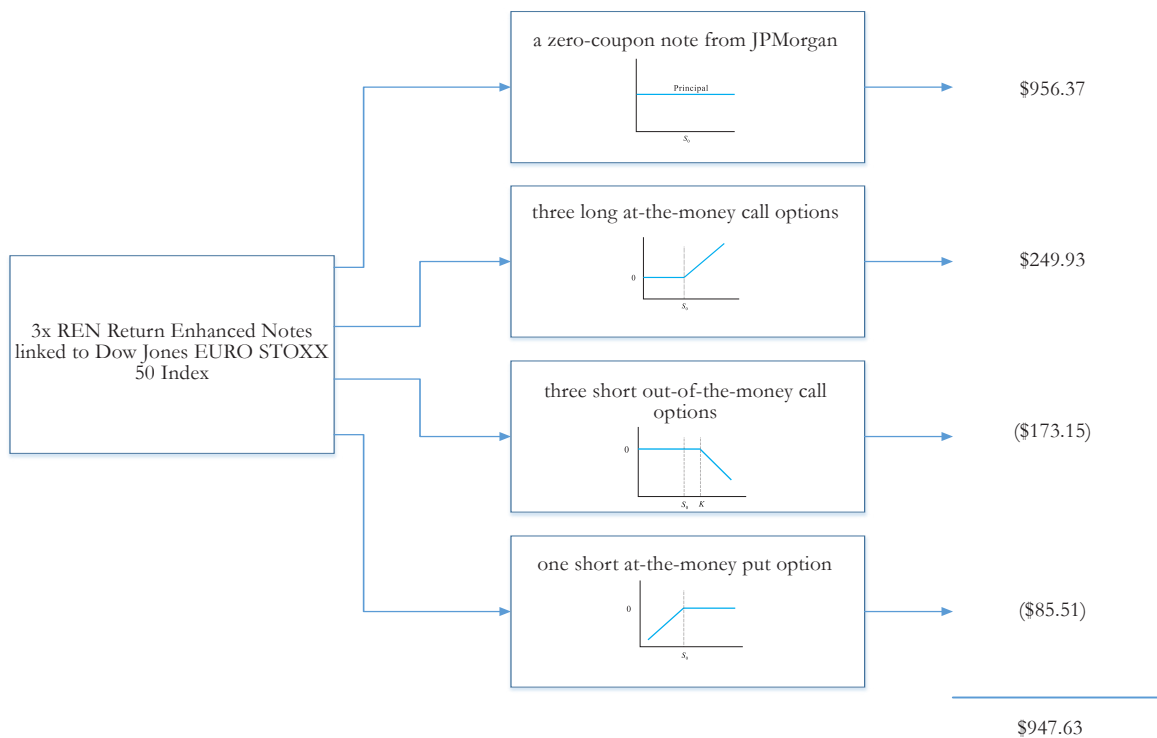 a zero-coupon note from JPMorgan
Principal
S₀
$956.37
three long at-the-money call options
0
S₀
$249.93
3x REN Return Enhanced Notes
linked to Dow Jones EURO STOXX
50 Index
three short out-of-the-money call
options
0
S₀ K
($173.15)
one short at-the-money put option
0
S₀
($85.51)
$947.63